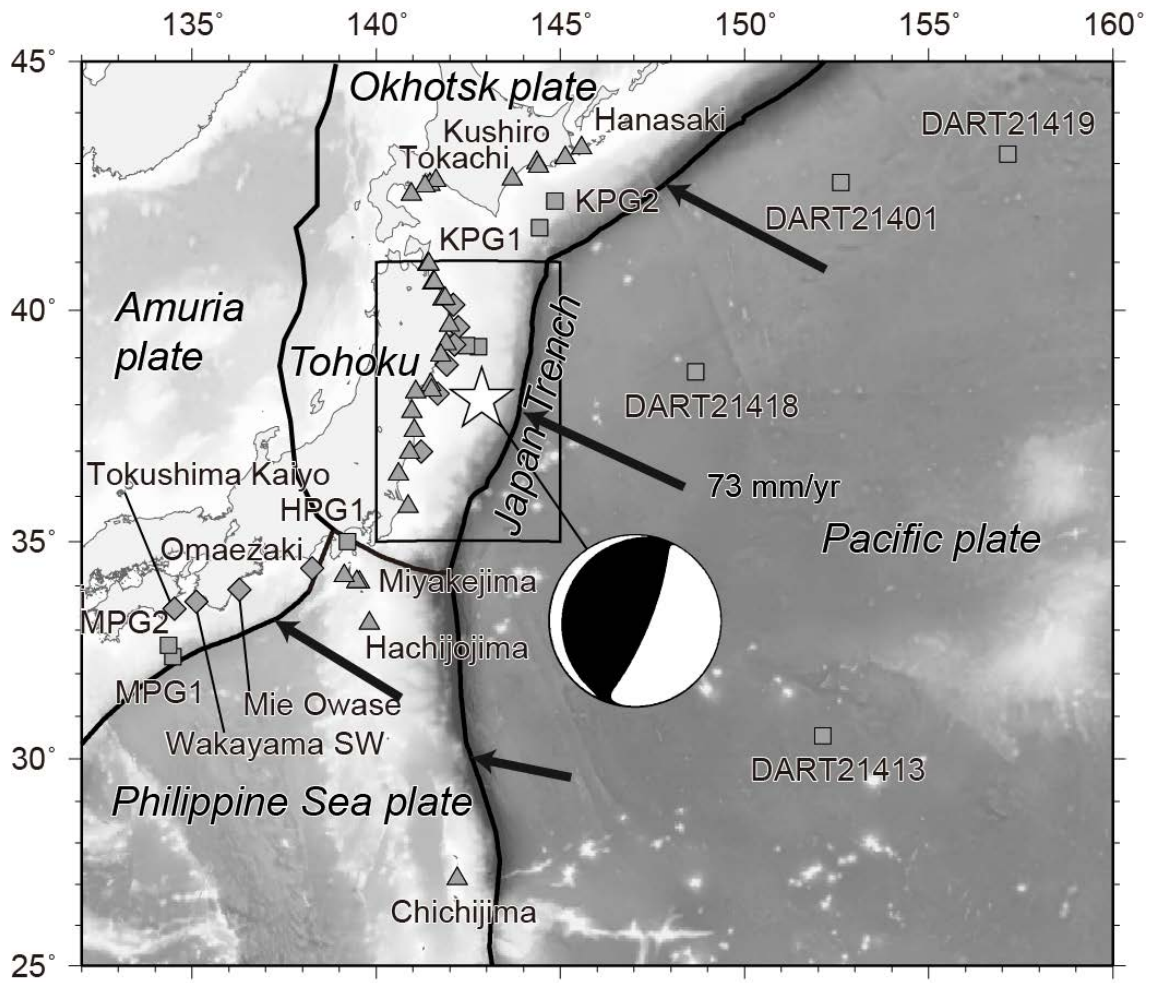 135°
140°
145°
150°
155°
160°
45°
Okhotsk plate
Hanasaki
Kushiro
DART21419
Tokachi
KPG2
DART21401
KPG1
40°
Amuria
plate
Tohoku
Japan Trench
DART21418
Tokushima Kaiyo
73 mm/yr
HPG1
35°
Omaezaki
Pacific plate
Miyakejima
MPG2
Hachijojima
MPG1
Mie Owase
Wakayama SW
30°
DART21413
Philippine Sea plate
Chichijima
25°